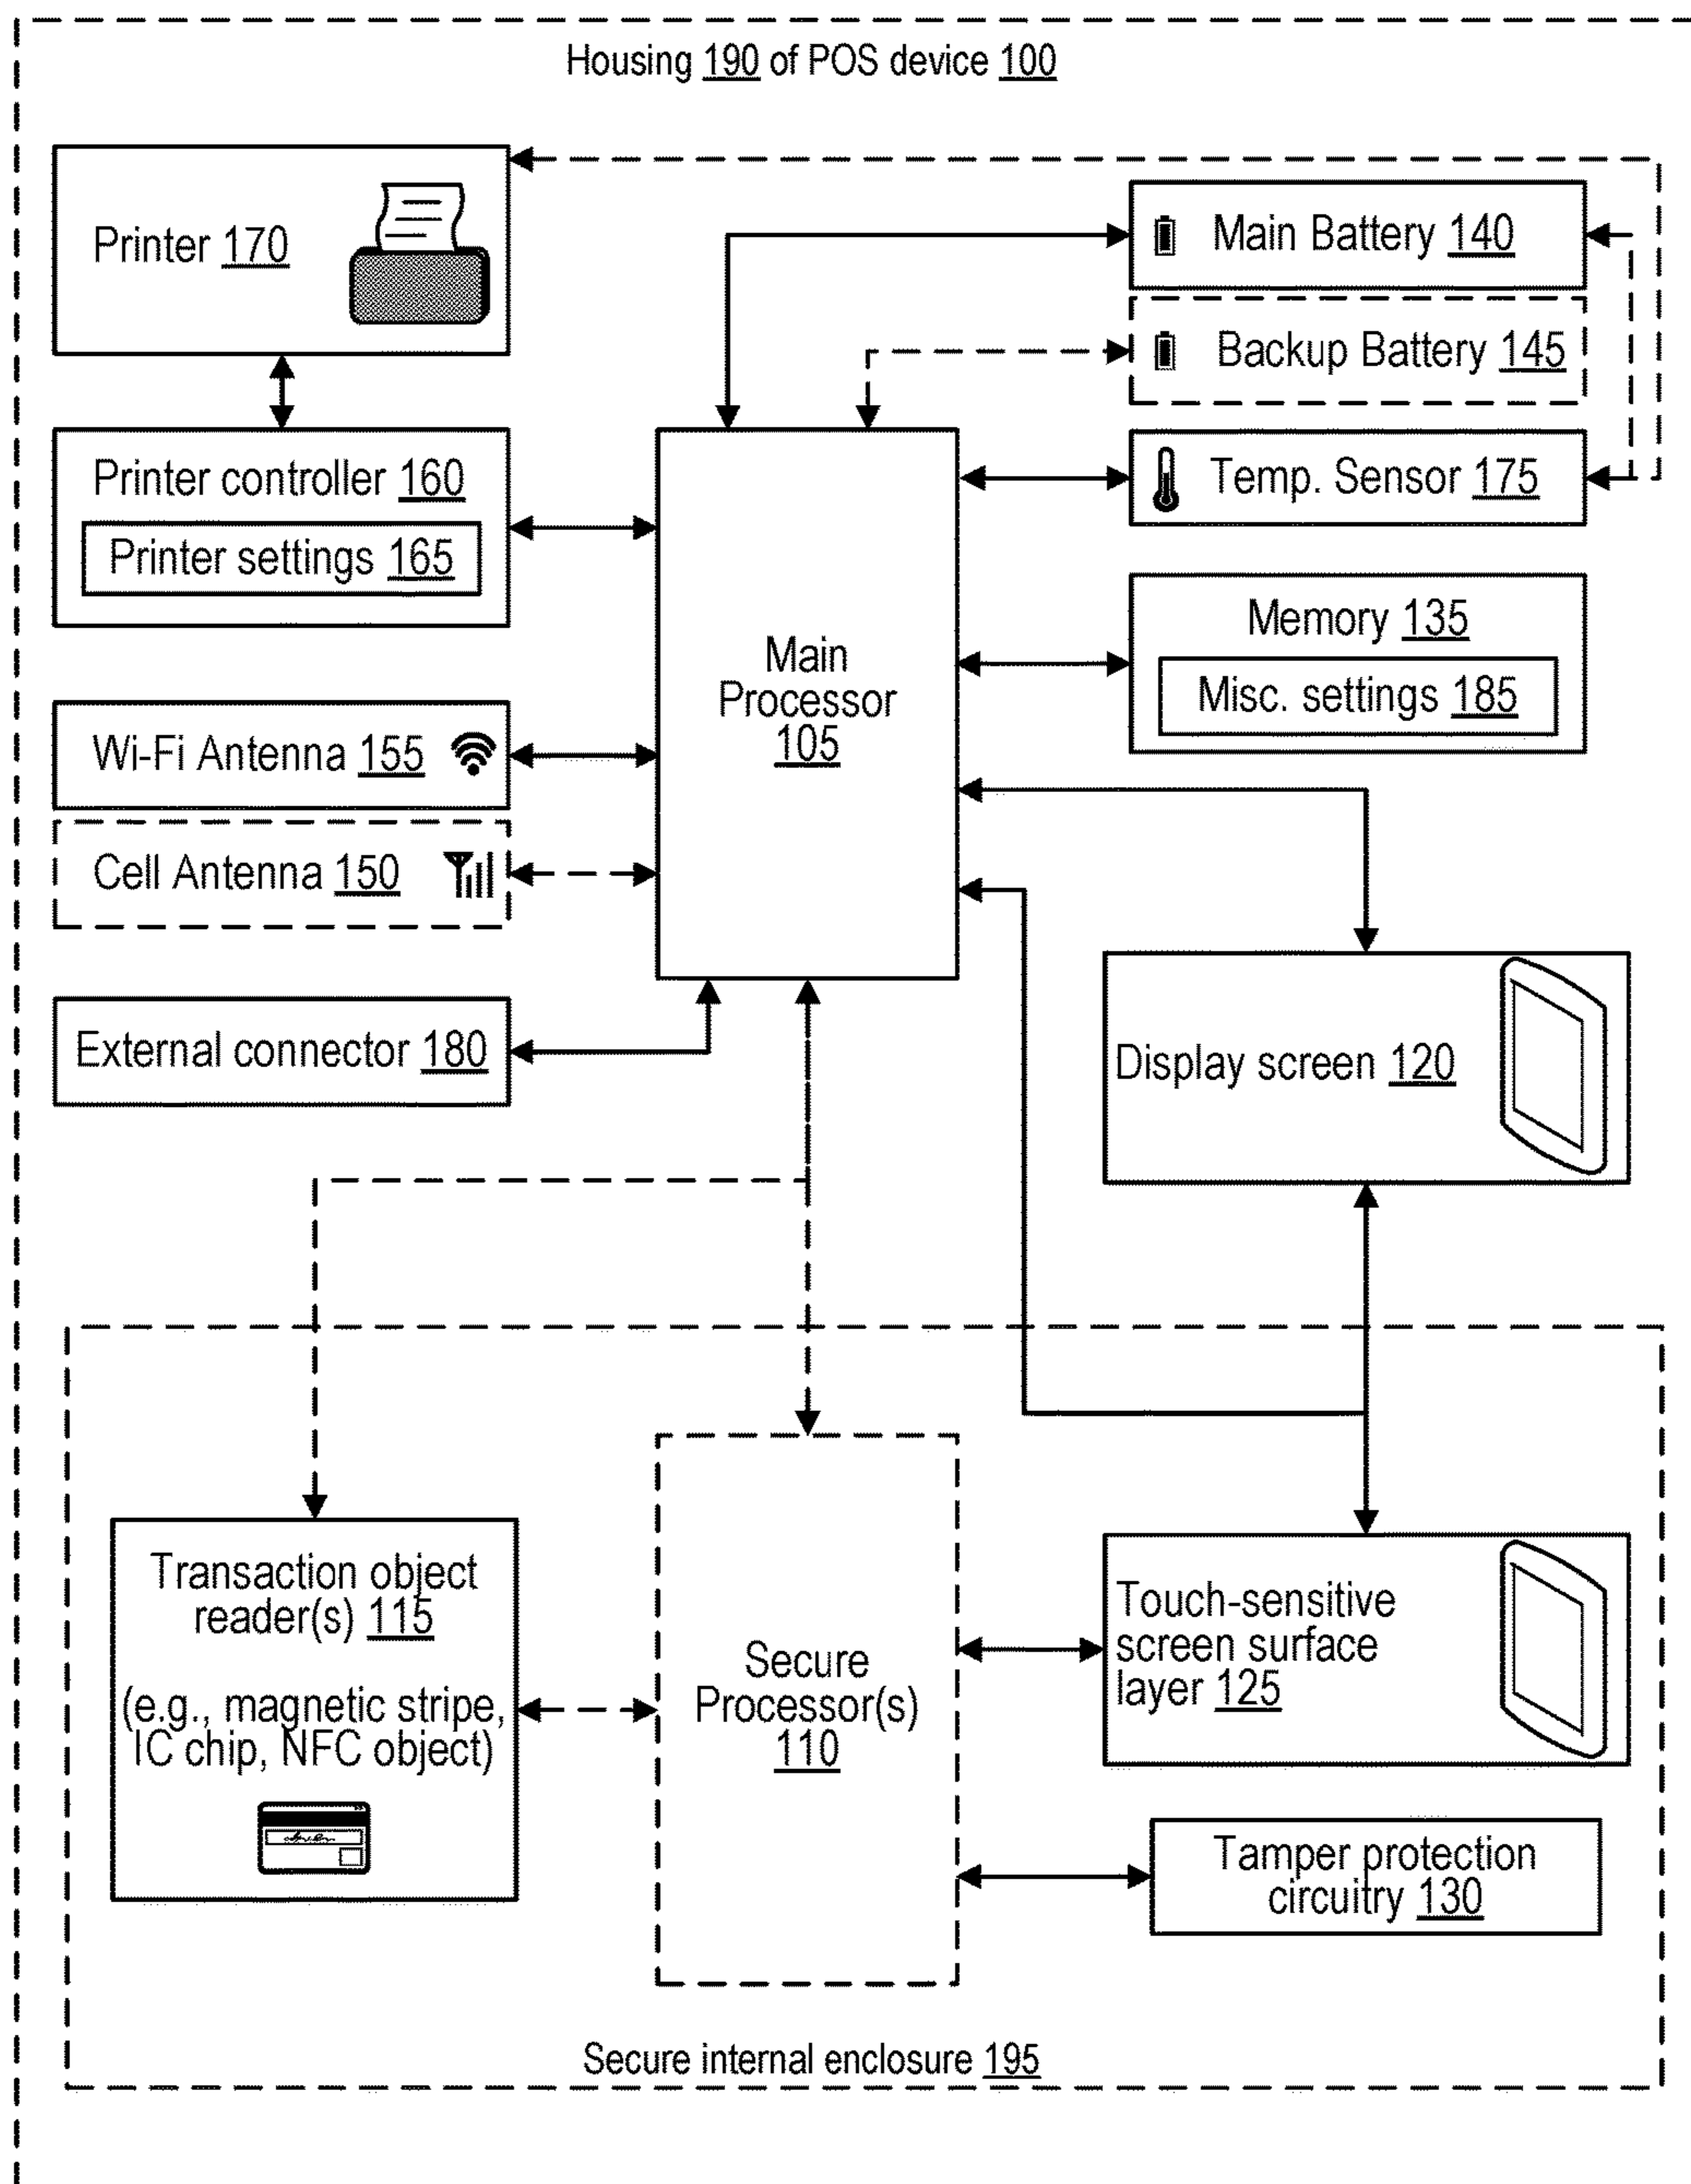 Housing 190 of POS device 100
Printer 170
Main Battery 140
Backup Battery 145
Printer controller 160
Printer settings 165
Temp. Sensor 175
Memory 135
Misc. settings 185
Main
Processor
105
Wi-Fi Antenna 155
Cell Antenna 150
External connector 180
Display screen 120
Transaction object
reader(s) 115
(e.g., magnetic stripe,
IC chip, NFC object)
Secure
Processor(s)
110
Touch-sensitive
screen surface
layer 125
Tamper protection
circuitry 130
Secure internal enclosure 195